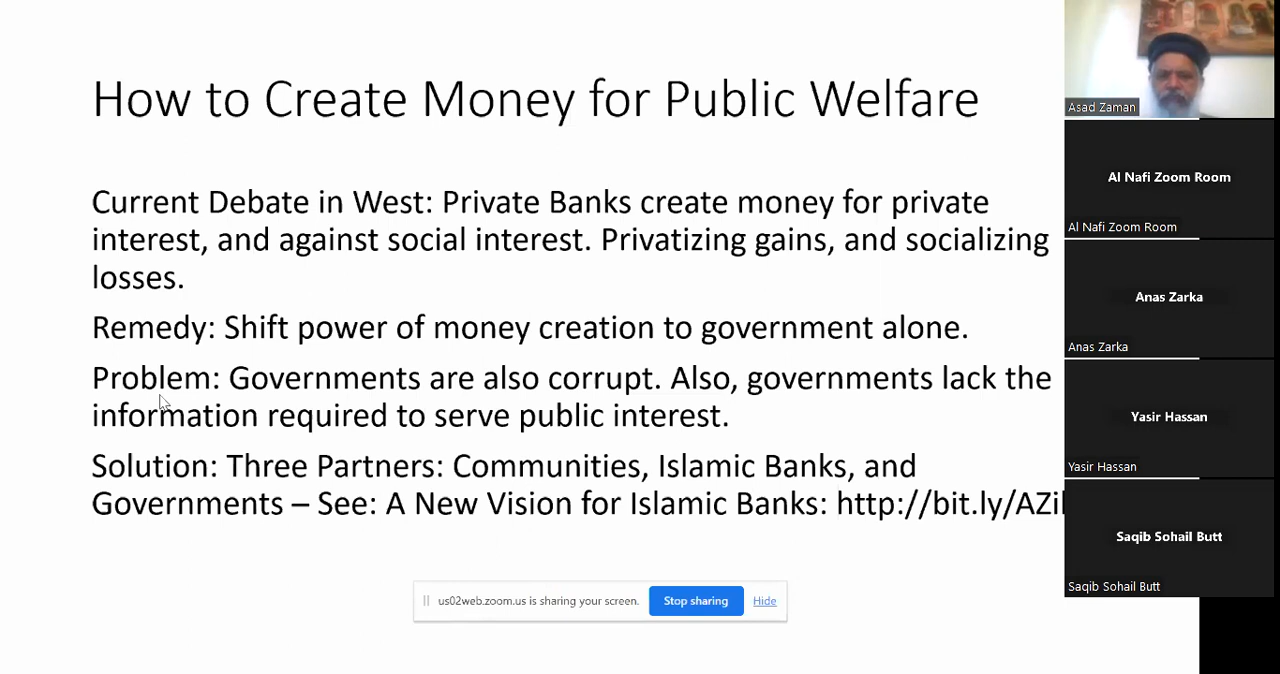 How to Create Money for Public Welfare
Current Debate in West: Private Banks create money for private
interest, and against social interest. Privatizing gains, and socializing
losses.
Remedy: Shift power of money creation to government alone.
Problem: Governments are also corrupt. Also, governments lack the
information required to serve public interest.
Solution: Three Partners: Communities, Islamic Banks, and
Governments – See: A New Vision for Islamic Banks: http://bit.ly/AZi
us02web.zoom.us is sharing your screen.
Stop sharing
Hide
Asad Zaman
Al Nafi Zoom Room
Al Nafi Zoom Room
Anas Zarka
Anas Zarka
Yasir Hassan
Yasir Hassan
Saqib Sohail Butt
Saqib Sohail Butt